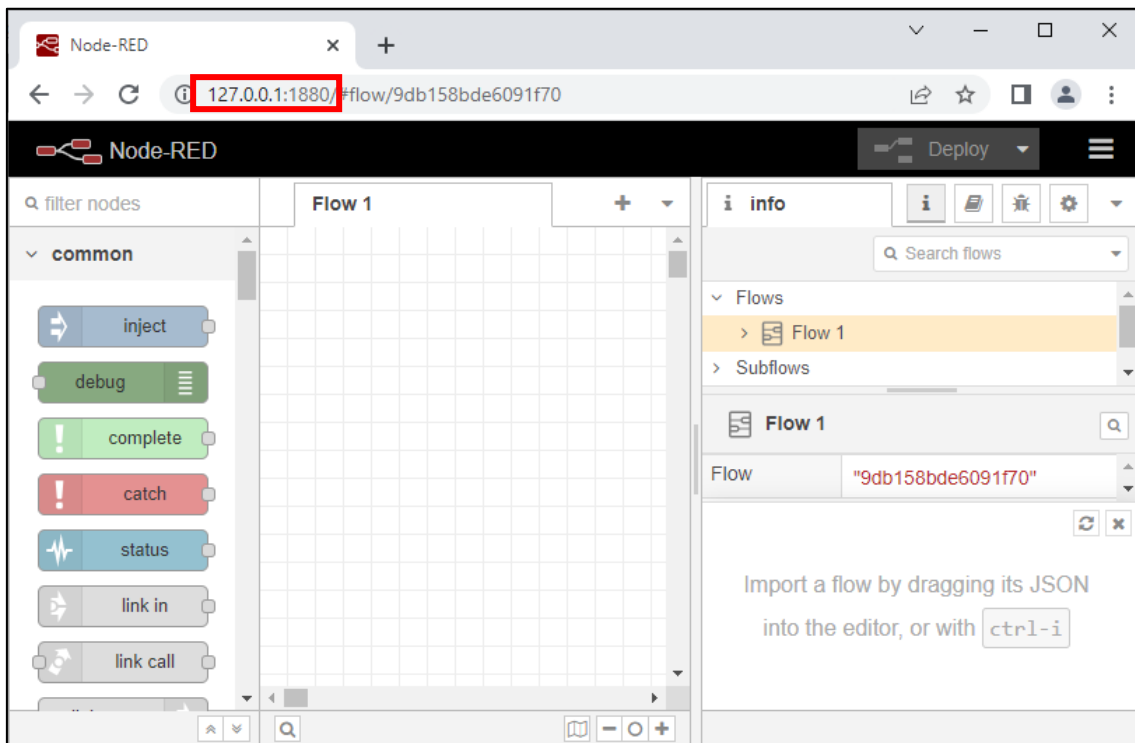 Node-RED
127.0.0.1:1880/#flow/9db158bde6091f70
Node-RED
Deploy
filter nodes
common
inject
debug
complete
catch
status
link in
link call
Flow 1
info
Search flows
Flows
Flow 1
Subflows
Flow 1
Flow "9db158bde6091f70"
Import a flow by dragging its JSON
into the editor, or with ctrl-i